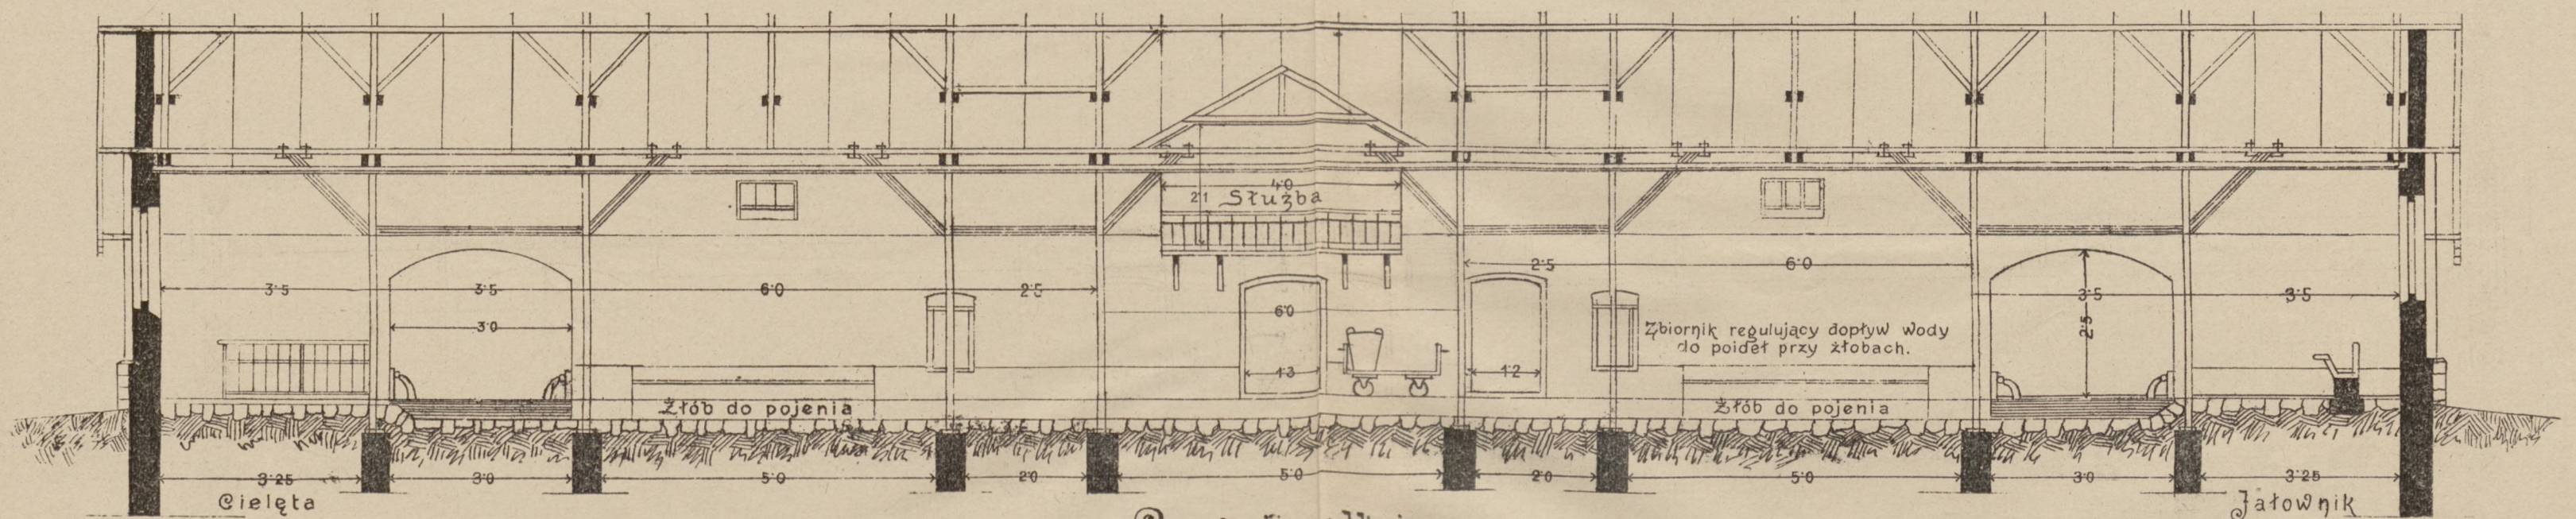 4·0
2·1 Służba
2·5 6·0
3·5 3·5 6·0 2·5 3·5 3·5
6·0
3·0
2·5
Zbiornik regulujący dopływ wody
do poideł przy żłobach.
1·3 1·2
Żłób do pojenia Żłób do pojenia
3·25 3·0 5·0 2·0 5·0 2·0 5·0 3·0 3·25
Cielęta Jałownik